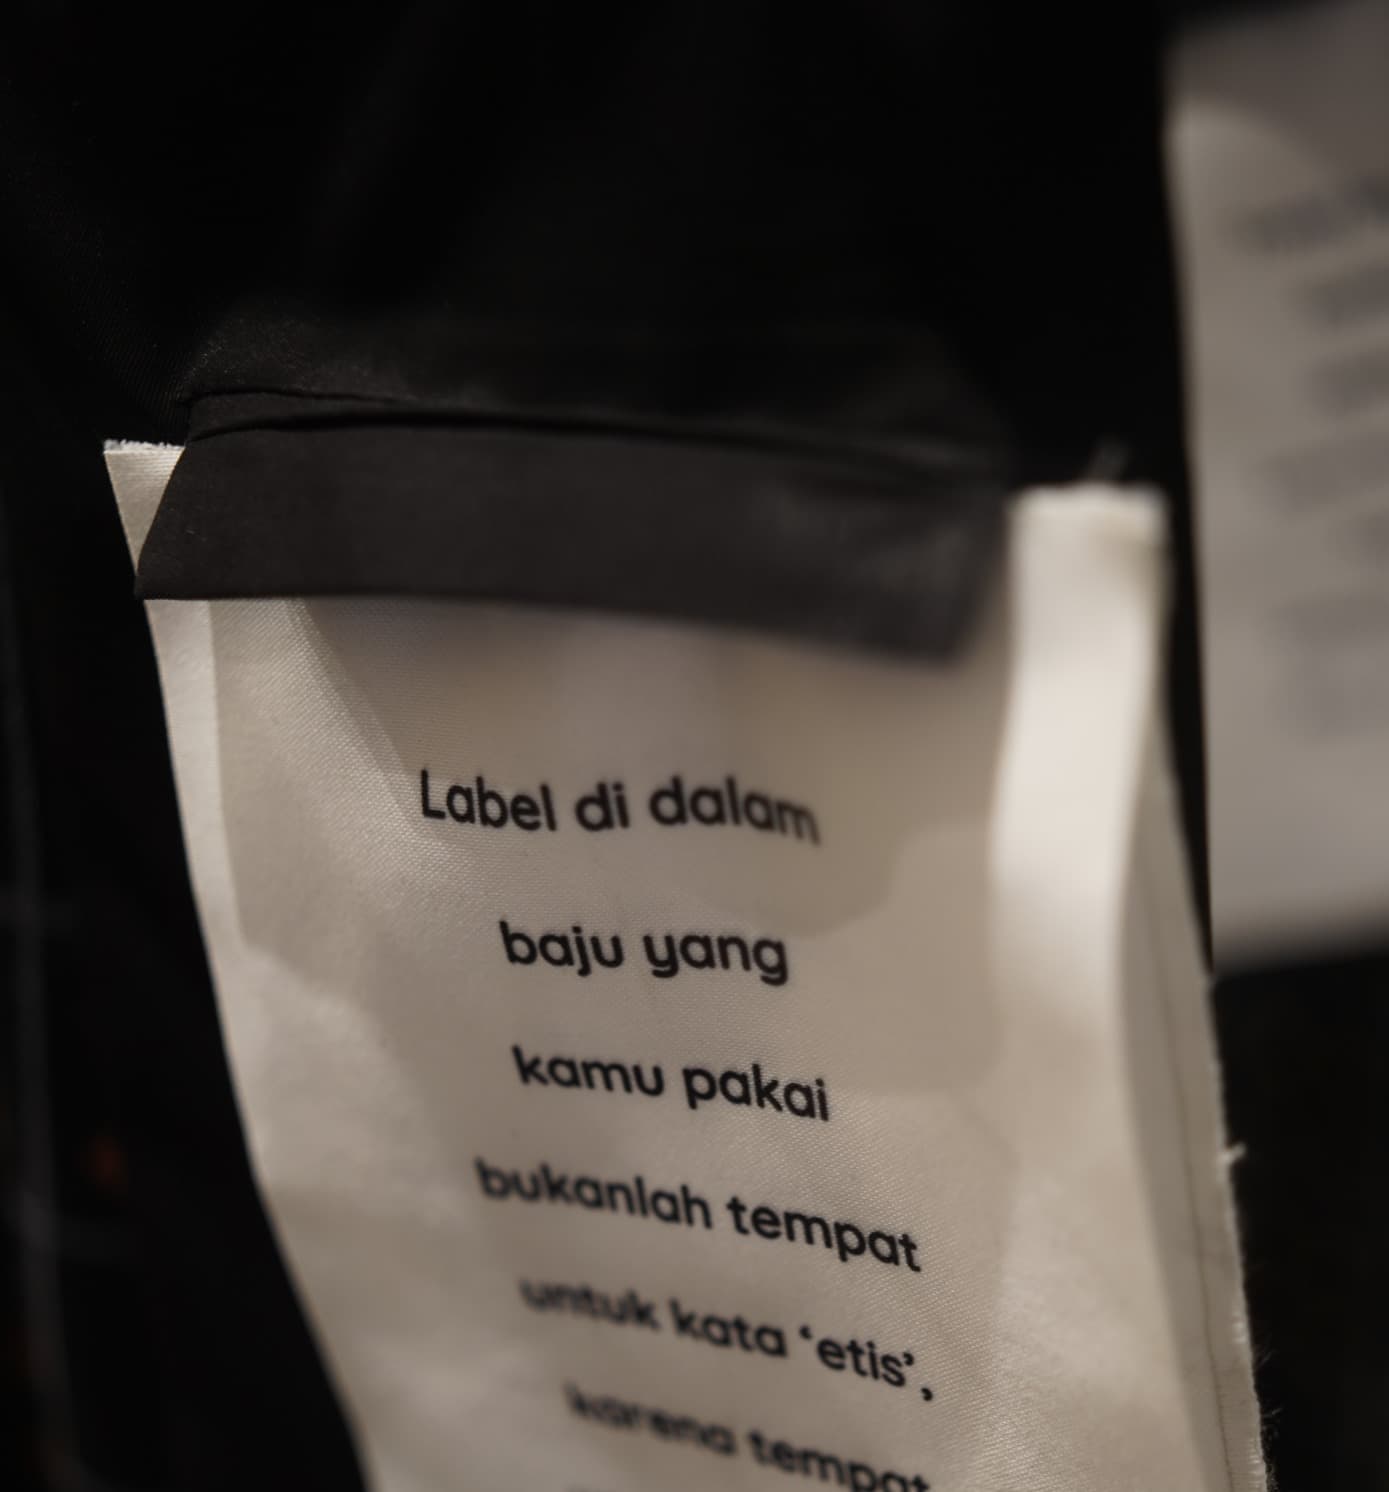 Label di dalam
baju yang
kamu pakai
bukanlah tempat
untuk kata ‘etis’,
karena tempat